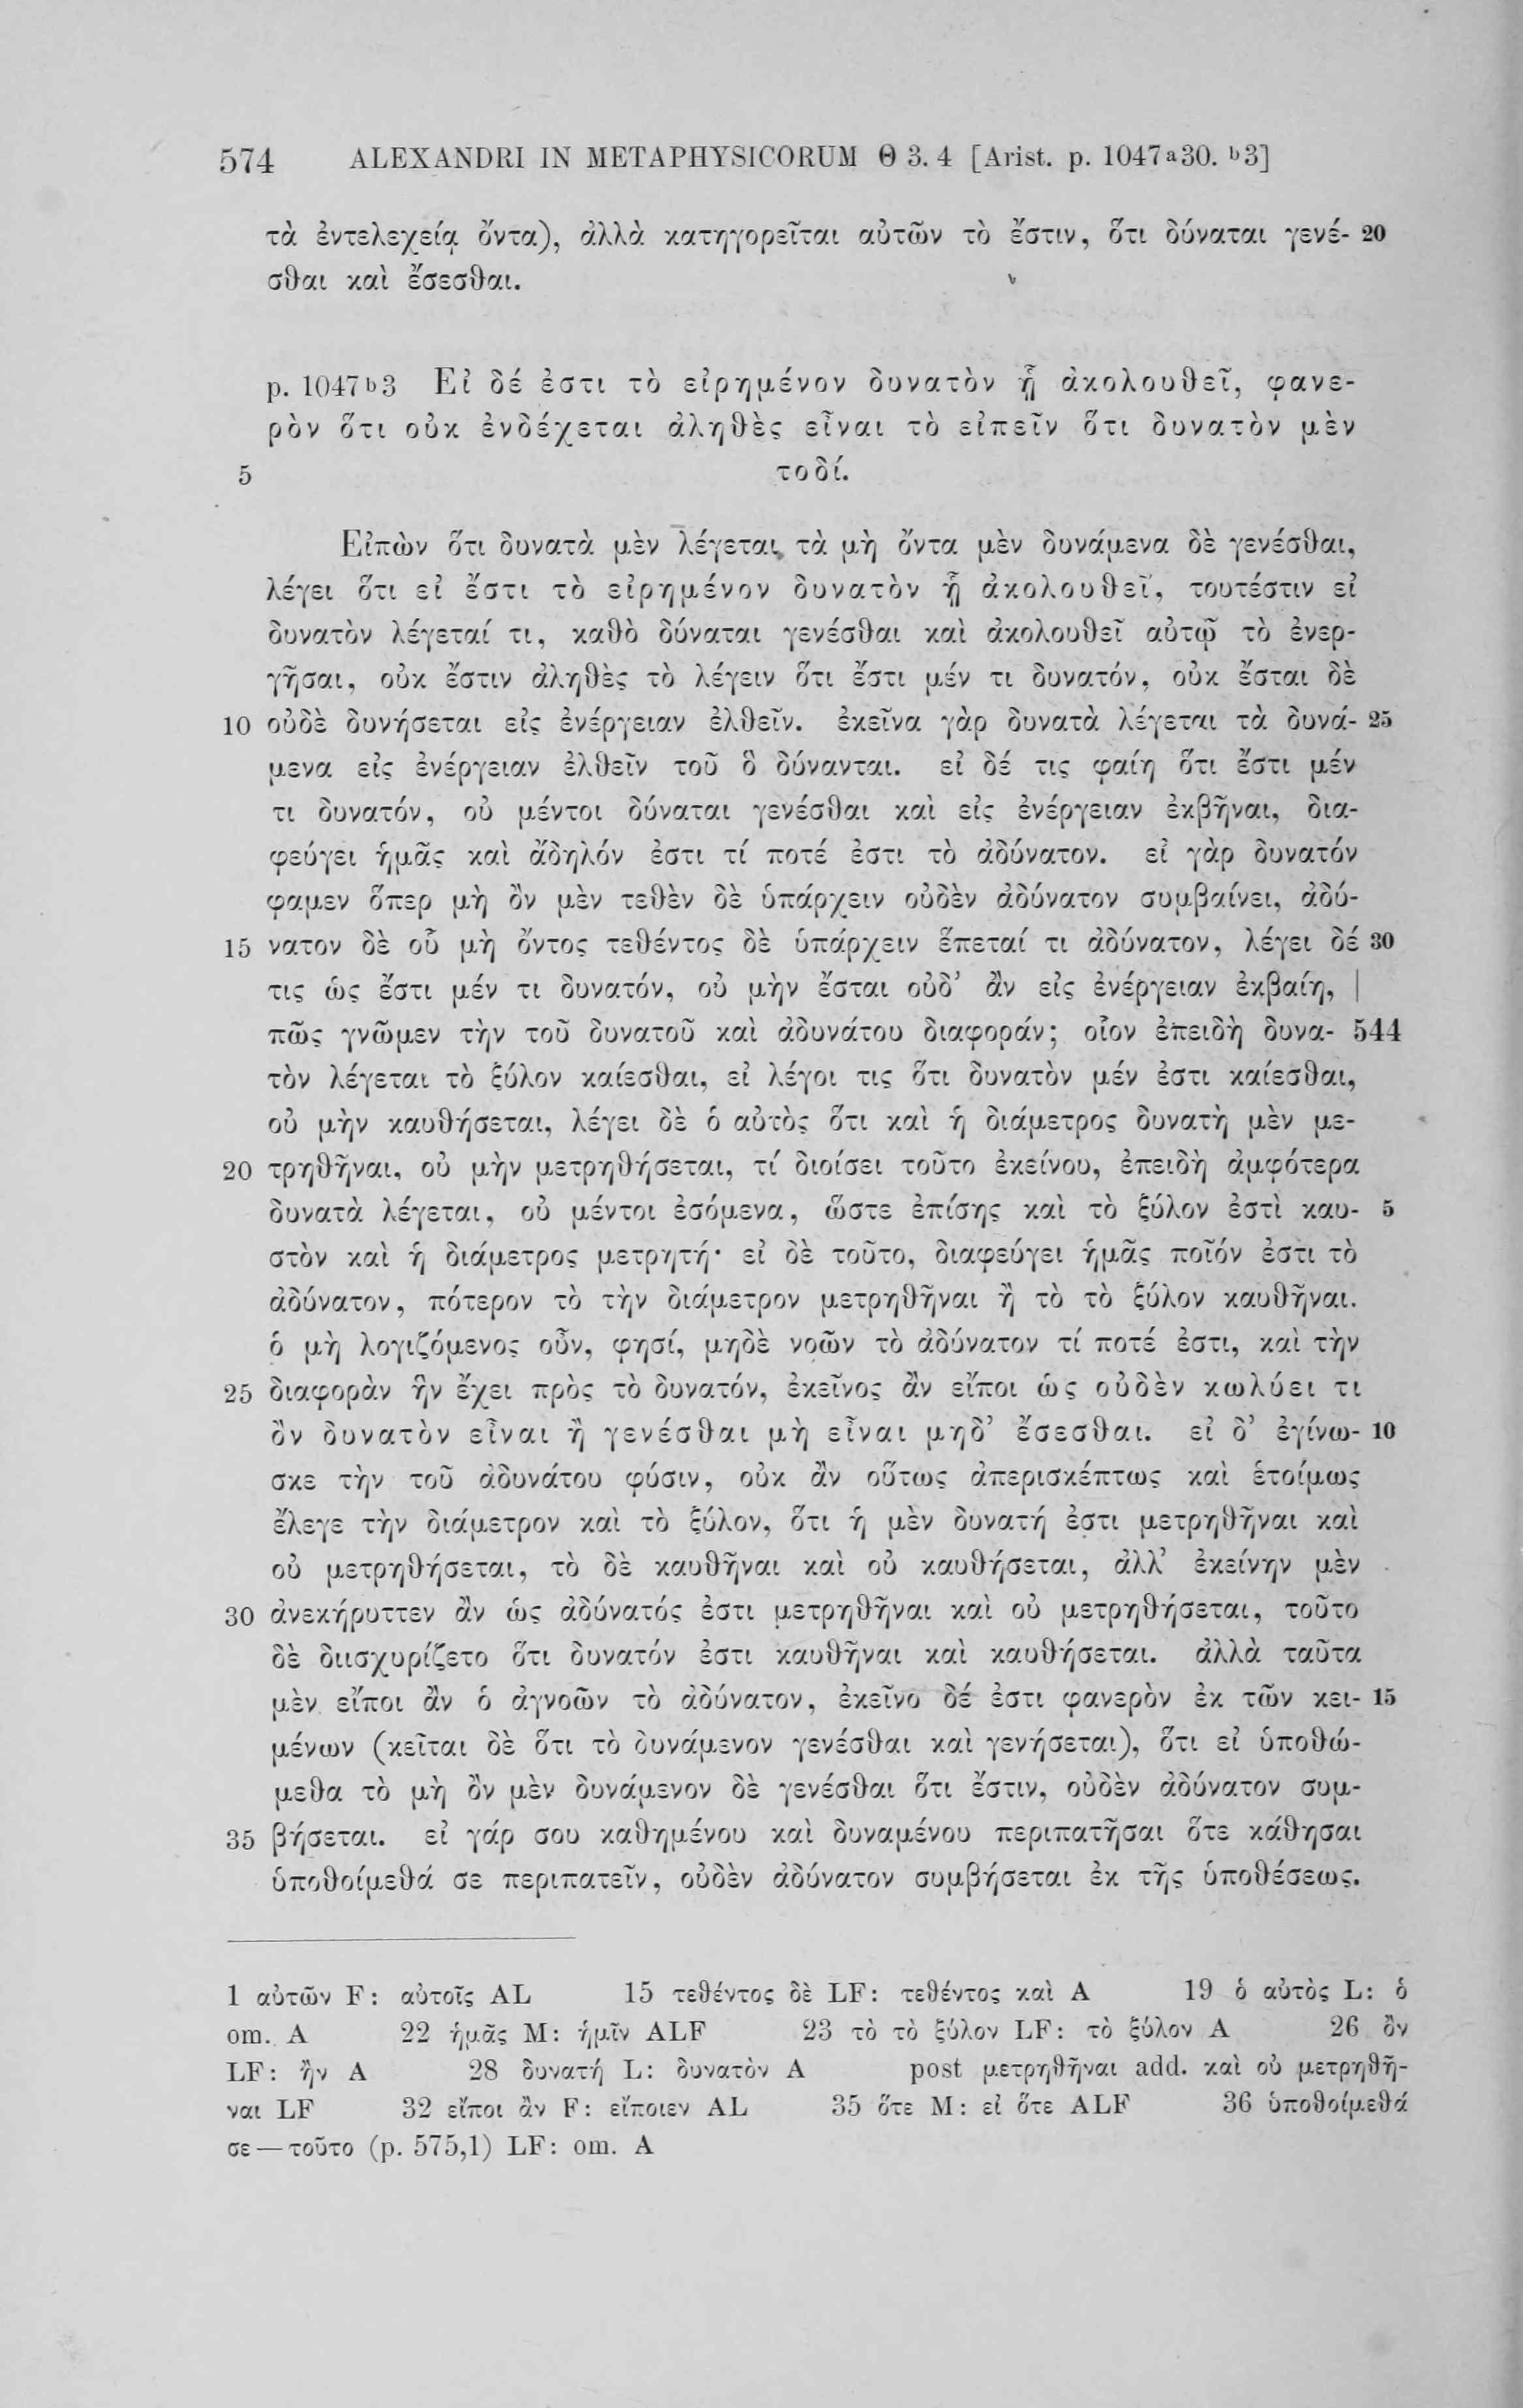 574 ALEXANDRI IN METAPHYSICORUM Θ 3. 4 [Arist. p. 1047a30. b3]
τὰ ἐντελεχείᾳ ὄντα), ἀλλὰ κατηγορεῖται αὐτῶν τὸ ἔστιν, ὅτι δύναται γενέ- 20
σθαι καὶ ἔσεσθαι.
p. 1047b3 Εἰ δέ ἐστι τὸ εἰρημένον δυνατὸν ᾗ ἀκολουθεῖ, φανε-
ρὸν ὅτι οὐκ ἐνδέχεται ἀληθὲς εἶναι τὸ εἰπεῖν ὅτι δυνατὸν μὲν
5 τοδί.
Εἰπὼν ὅτι δυνατὰ μὲν λέγεται τὰ μὴ ὄντα μὲν δυνάμενα δὲ γενέσθαι,
λέγει ὅτι εἰ ἔστι τὸ εἰρημένον δυνατὸν ᾗ ἀκολουθεῖ, τουτέστιν εἰ
δυνατὸν λέγεταί τι, καθὸ δύναται γενέσθαι καὶ ἀκολουθεῖ αὐτῷ τὸ ἐνερ-
γῆσαι, οὐκ ἔστιν ἀληθὲς τὸ λέγειν ὅτι ἔστι μέν τι δυνατόν, οὐκ ἔσται δὲ
10 οὐδὲ δυνήσεται εἰς ἐνέργειαν ἐλθεῖν. ἐκεῖνα γὰρ δυνατὰ λέγεται τὰ δυνά- 25
μενα εἰς ἐνέργειαν ἐλθεῖν τοῦ ὃ δύνανται. εἰ δέ τις φαίη ὅτι ἔστι μέν
τι δυνατόν, οὐ μέντοι δύναται γενέσθαι καὶ εἰς ἐνέργειαν ἐκβῆναι, δια-
φεύγει ἡμᾶς καὶ ἄδηλόν ἐστι τί ποτέ ἐστι τὸ ἀδύνατον. εἰ γὰρ δυνατόν
φαμεν ὅπερ μὴ ὂν μὲν τεθὲν δὲ ὑπάρχειν οὐδὲν ἀδύνατον συμβαίνει, ἀδύ-
15 νατον δὲ οὗ μὴ ὄντος τεθέντος δὲ ὑπάρχειν ἕπεταί τι ἀδύνατον, λέγει δέ 30
τις ὡς ἔστι μέν τι δυνατόν, οὐ μὴν ἔσται οὐδ’ ἂν εἰς ἐνέργειαν ἐκβαίη, |
πῶς γνῶμεν τὴν τοῦ δυνατοῦ καὶ ἀδυνάτου διαφοράν; οἷον ἐπειδὴ δυνα- 544
τὸν λέγεται τὸ ξύλον καίεσθαι, εἰ λέγοι τις ὅτι δυνατὸν μέν ἐστι καίεσθαι,
οὐ μὴν καυθήσεται, λέγει δὲ ὁ αὐτὸς ὅτι καὶ ἡ διάμετρος δυνατὴ μὲν με-
20 τρηθῆναι, οὐ μὴν μετρηθήσεται, τί διοίσει τοῦτο ἐκείνου, ἐπειδὴ ἀμφότερα
δυνατὰ λέγεται, οὐ μέντοι ἐσόμενα, ὥστε ἐπίσης καὶ τὸ ξύλον ἐστὶ καυ- 5
στὸν καὶ ἡ διάμετρος μετρητή· εἰ δὲ τοῦτο, διαφεύγει ἡμᾶς ποῖόν ἐστι τὸ
ἀδύνατον, πότερον τὸ τὴν διάμετρον μετρηθῆναι ἢ τὸ τὸ ξύλον καυθῆναι.
ὁ μὴ λογιζόμενος οὖν, φησί, μηδὲ νοῶν τὸ ἀδύνατον τί ποτέ ἐστι, καὶ τὴν
25 διαφορὰν ἣν ἔχει πρὸς τὸ δυνατόν, ἐκεῖνος ἂν εἴποι ὡς οὐδὲν κωλύει τι
ὂν δυνατὸν εἶναι ἢ γενέσθαι μὴ εἶναι μηδ’ ἔσεσθαι. εἰ δ’ ἐγίνω- 10
σκε τὴν τοῦ ἀδυνάτου φύσιν, οὐκ ἂν οὕτως ἀπερισκέπτως καὶ ἑτοίμως
ἔλεγε τὴν διάμετρον καὶ τὸ ξύλον, ὅτι ἡ μὲν δυνατή ἐστι μετρηθῆναι καὶ
οὐ μετρηθήσεται, τὸ δὲ καυθῆναι καὶ οὐ καυθήσεται, ἀλλ’ ἐκείνην μὲν
30 ἀνεκήρυττεν ἂν ὡς ἀδύνατός ἐστι μετρηθῆναι καὶ οὐ μετρηθήσεται, τοῦτο
δὲ διισχυρίζετο ὅτι δυνατόν ἐστι καυθῆναι καὶ καυθήσεται. ἀλλὰ ταῦτα
μὲν εἴποι ἂν ὁ ἀγνοῶν τὸ ἀδύνατον, ἐκεῖνο δέ ἐστι φανερὸν ἐκ τῶν κει- 15
μένων (κεῖται δὲ ὅτι τὸ δυνάμενον γενέσθαι καὶ γενήσεται), ὅτι εἰ ὑποθώ-
μεθα τὸ μὴ ὂν μὲν δυνάμενον δὲ γενέσθαι ὅτι ἔστιν, οὐδὲν ἀδύνατον συμ-
35 βήσεται. εἰ γάρ σου καθημένου καὶ δυναμένου περιπατῆσαι ὅτε κάθησαι
ὑποθοίμεθά σε περιπατεῖν, οὐδὲν ἀδύνατον συμβήσεται ἐκ τῆς ὑποθέσεως.
1 αὐτῶν F: αὐτοῖς AL 15 τεθέντος δὲ LF: τεθέντος καὶ A 19 ὁ αὐτὸς L: ὁ
om. A 22 ἡμᾶς M: ἡμῖν ALF 23 τὸ τὸ ξύλον LF: τὸ ξύλον A 26 ὂν
LF: ἢν A 28 δυνατή L: δυνατὸν A post μετρηθῆναι add. καὶ οὐ μετρηθῆ-
ναι LF 32 εἴποι ἂν F: εἴποιεν AL 35 ὅτε M: εἰ ὅτε ALF 36 ὑποθοίμεθά
σε — τοῦτο (p. 575,1) LF: om. A